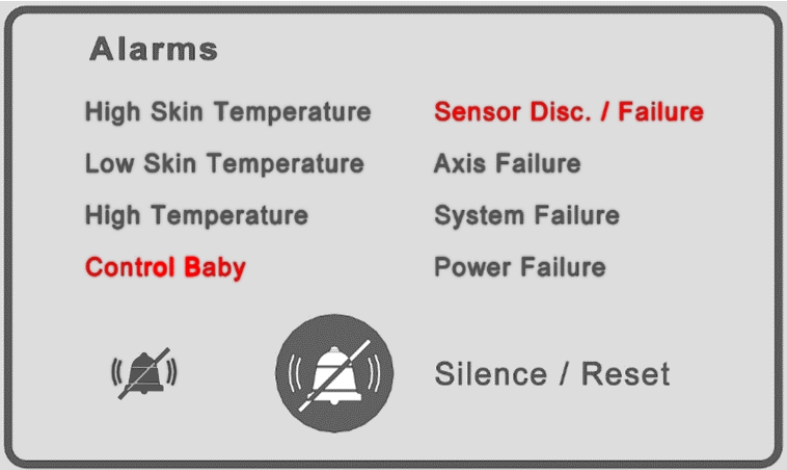 Alarms
High Skin Temperature
Low Skin Temperature
High Temperature
Control Baby
Sensor Disc. / Failure
Axis Failure
System Failure
Power Failure
Silence / Reset